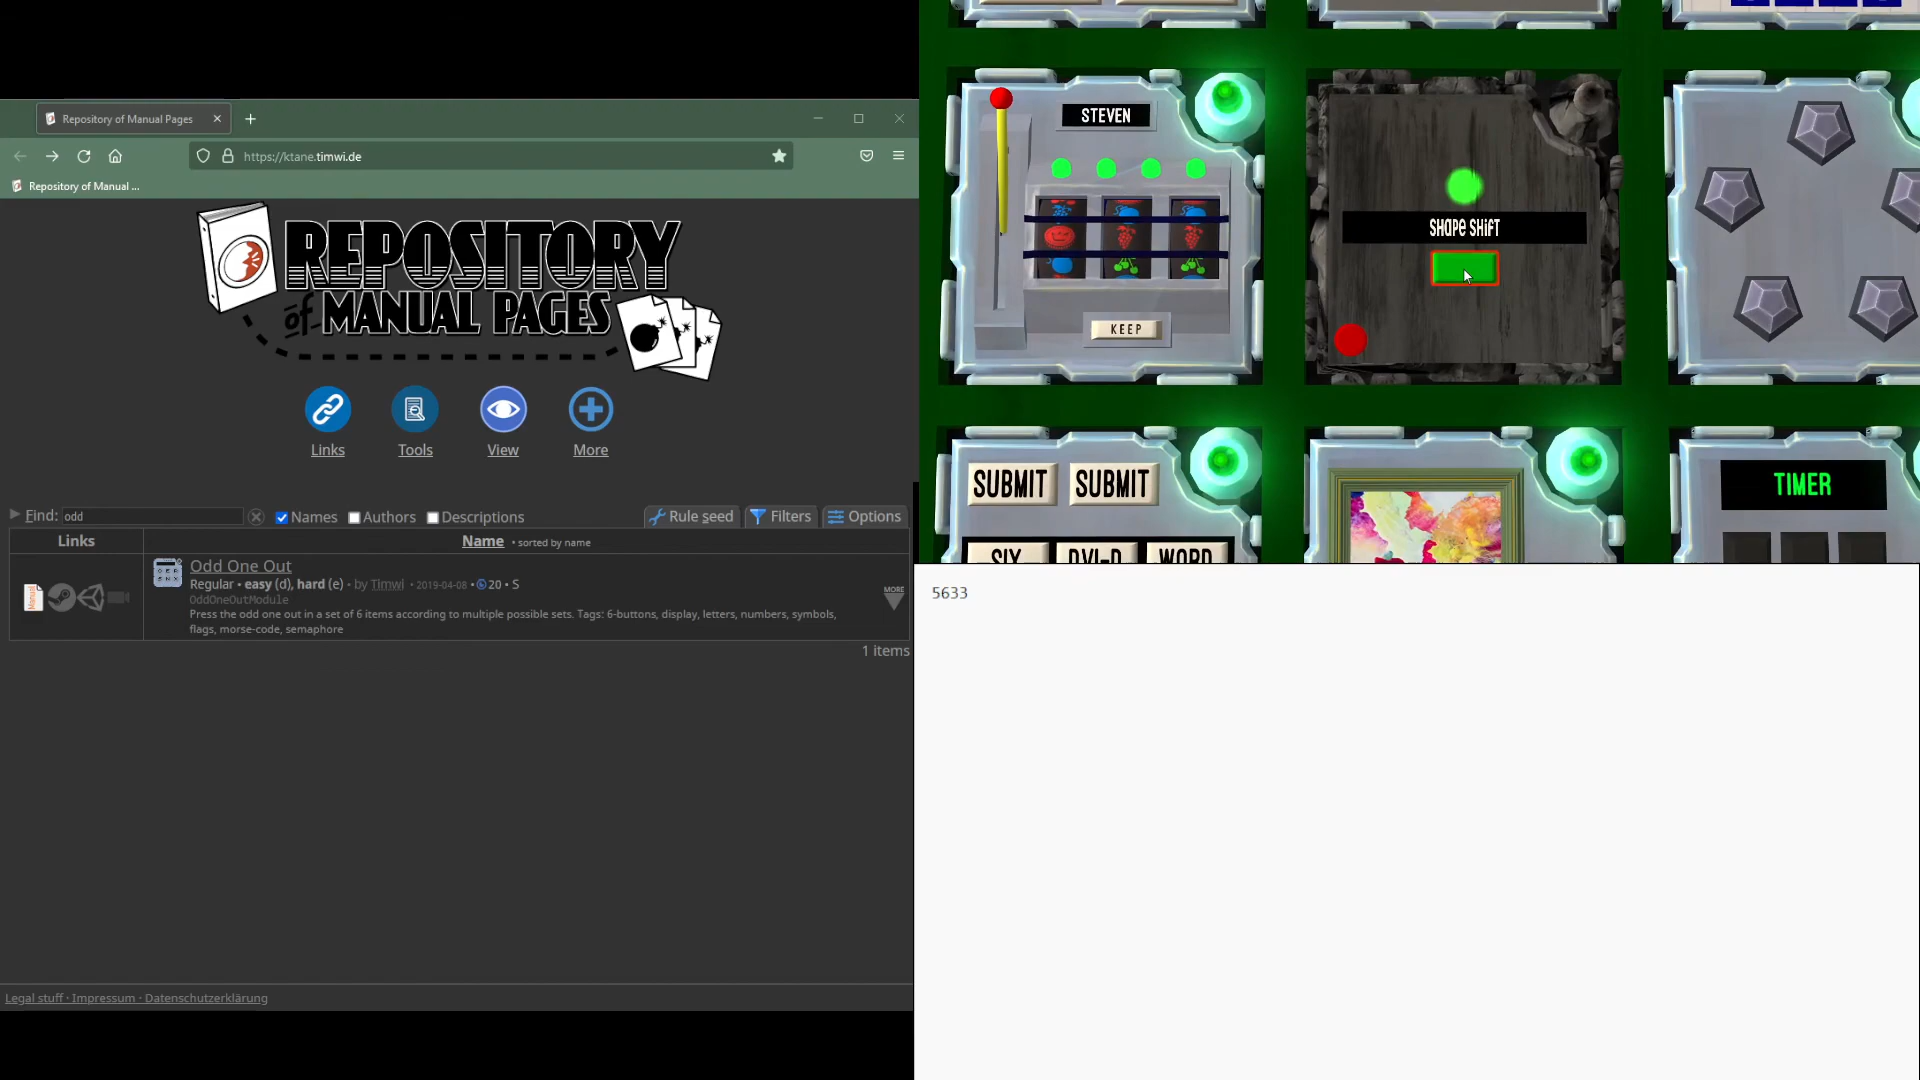 Repository of Manual Pages
https://ktane.timwi.de
Repository of Manual ...
REPOSITORY
of MANUAL PAGES
Links
Tools
View
More
Find: odd
Names
Authors
Descriptions
Rule seed
Filters
Options
Links
Name • sorted by name
Odd One Out
Regular • easy (d), hard (e) • by Timwi • 2019-04-08 • 20 • S
OddOneOutModule
Press the odd one out in a set of 6 items according to multiple possible sets. Tags: 6-buttons, display, letters, numbers, symbols,
flags, morse-code, semaphore
Manual
MORE
1 items
Legal stuff · Impressum · Datenschutzerklärung
STEVEN
KEEP
SHAPE SHIFT
SUBMIT
SUBMIT
SIX
DVI-D
WORD
TIMER
5633